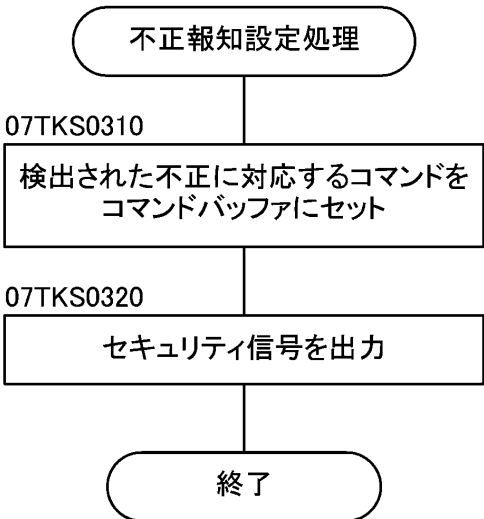 不正報知設定処理
07TKS0310
検出された不正に対応するコマンドを
コマンドバッファにセット
07TKS0320
セキュリティ信号を出力
終了